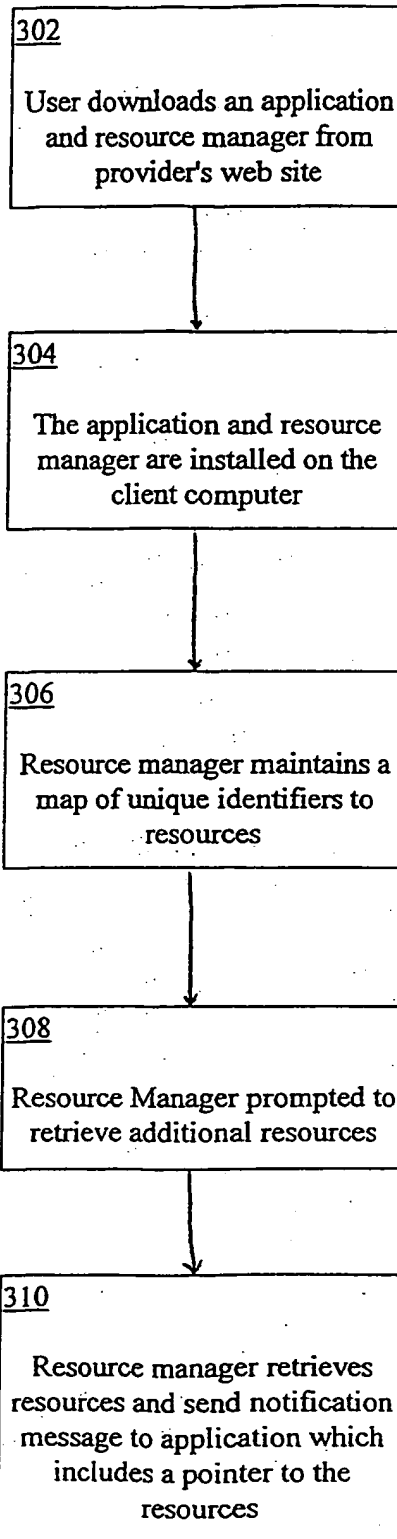 302
User downloads an application
and resource manager from
provider's web site
304
The application and resource
manager are installed on the
client computer
306
Resource manager maintains a
map of unique identifiers to
resources
308
Resource Manager prompted to
retrieve additional resources
310
Resource manager retrieves
resources and send notification
message to application which
includes a pointer to the
resources